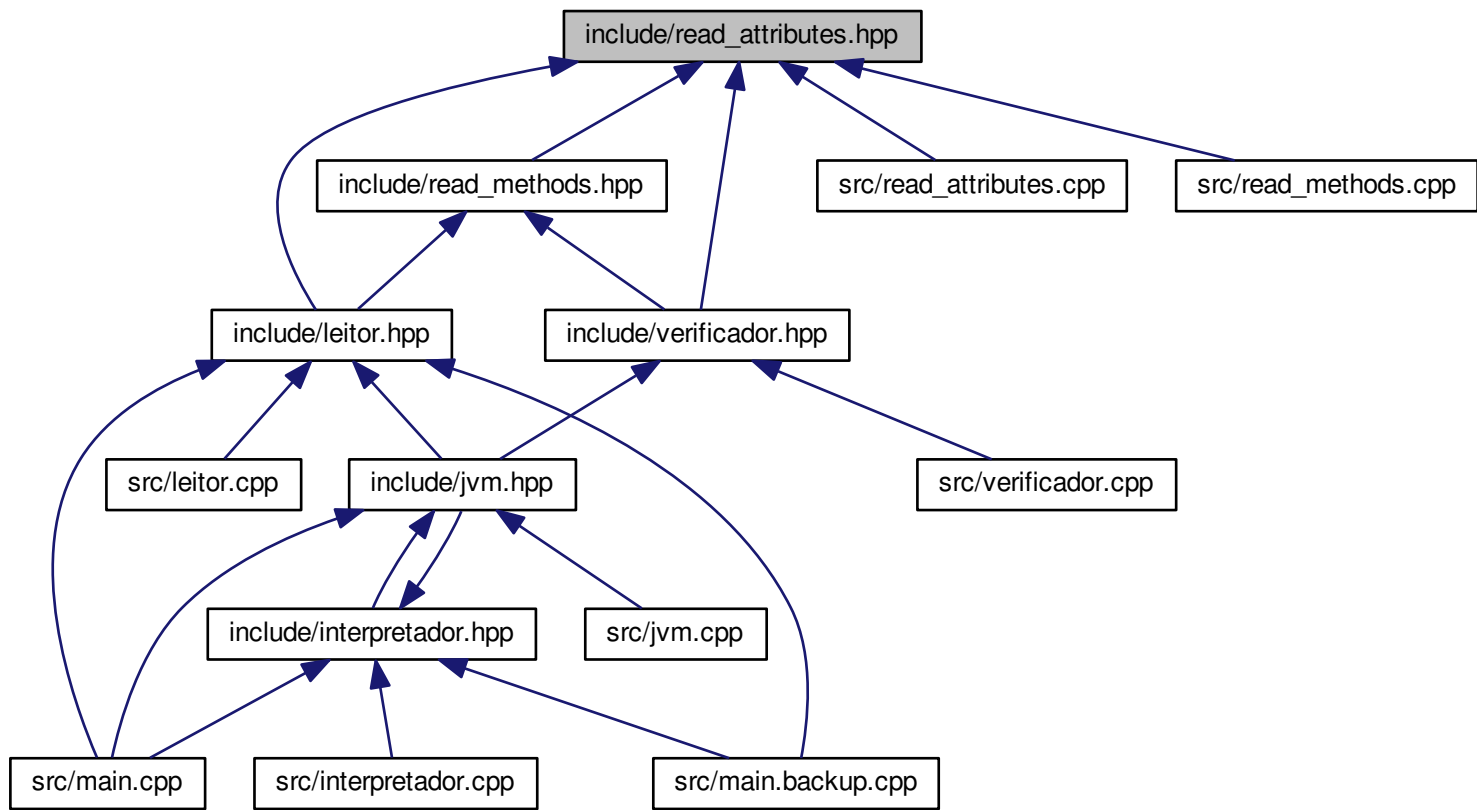 include/read_attributes.hpp
include/read_methods.hpp
src/read_attributes.cpp
src/read_methods.cpp
include/leitor.hpp
include/verificador.hpp
src/leitor.cpp
include/jvm.hpp
src/verificador.cpp
include/interpretador.hpp
src/jvm.cpp
src/main.cpp
src/interpretador.cpp
src/main.backup.cpp